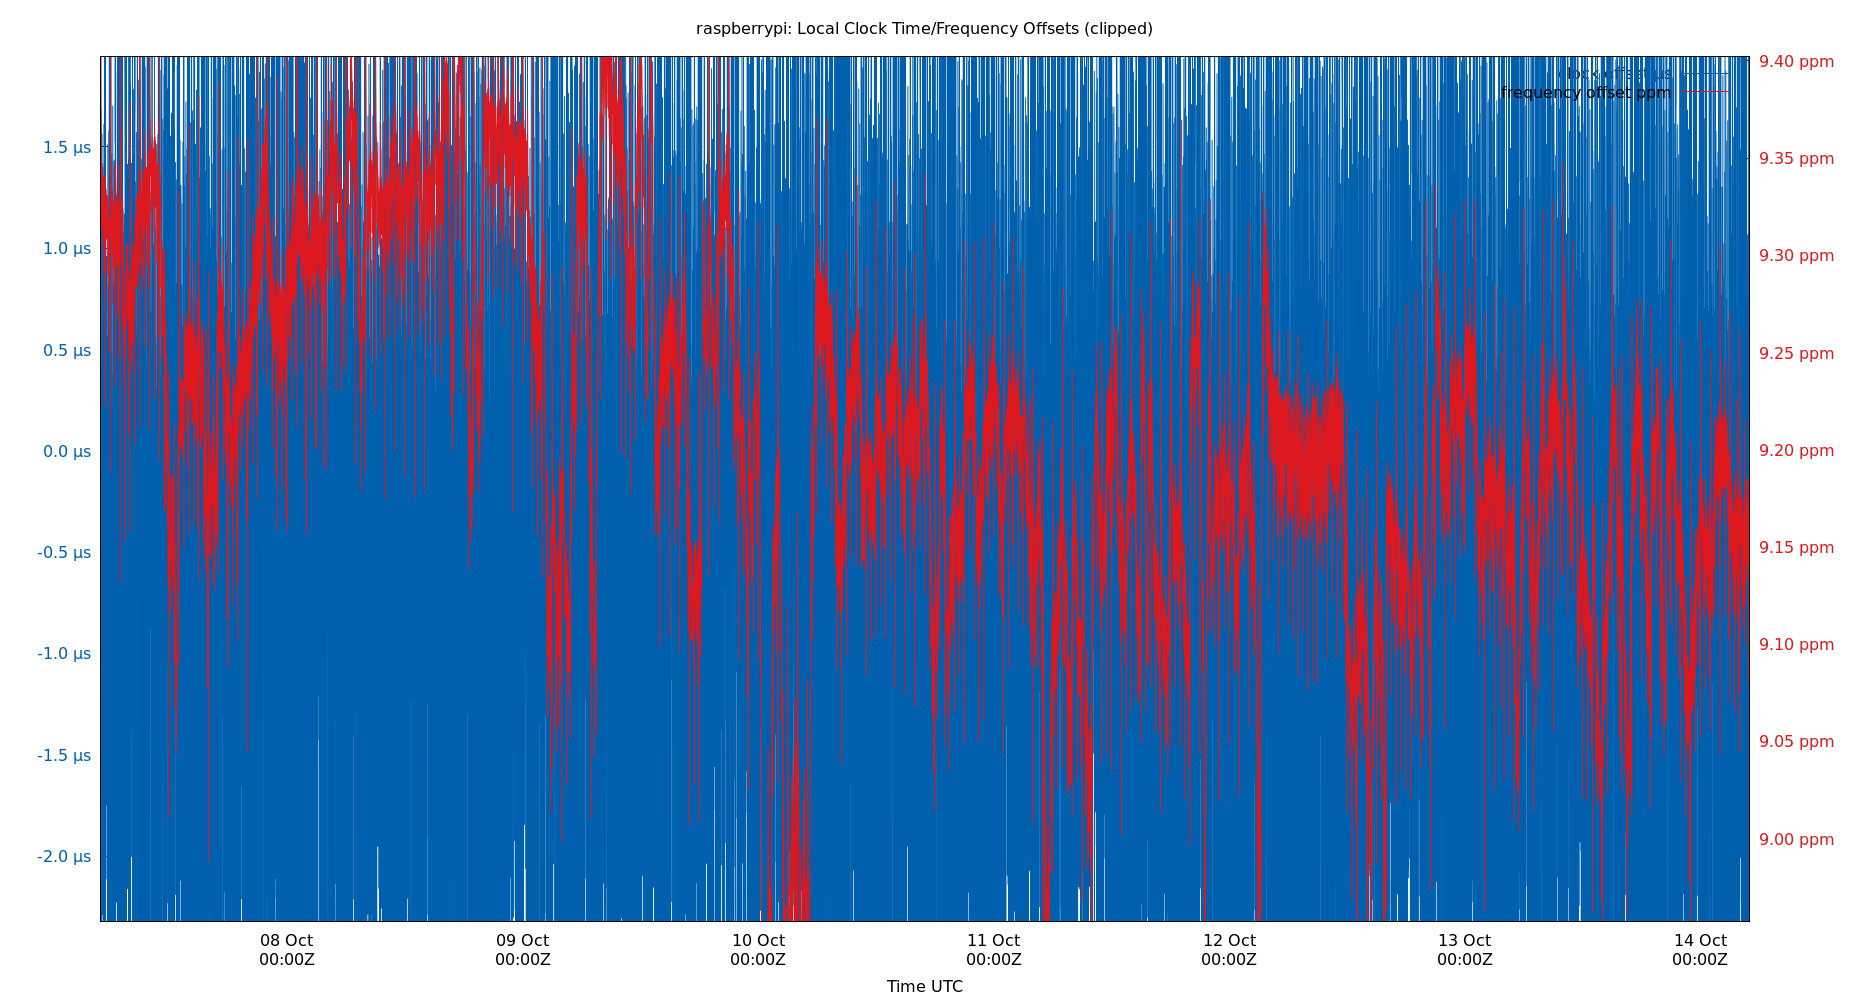 raspberrypi: Local Clock Time/Frequency Offsets (clipped)
9.40 ppm
clock offset µs
frequency offset ppm
1.5 µs
9.35 ppm
1.0 µs
9.30 ppm
0.5 µs
9.25 ppm
0.0 µs
9.20 ppm
-0.5 µs
9.15 ppm
-1.0 µs
9.10 ppm
-1.5 µs
9.05 ppm
-2.0 µs
9.00 ppm
08 Oct
00:00Z
09 Oct
00:00Z
10 Oct
00:00Z
11 Oct
00:00Z
12 Oct
00:00Z
13 Oct
00:00Z
14 Oct
00:00Z
Time UTC